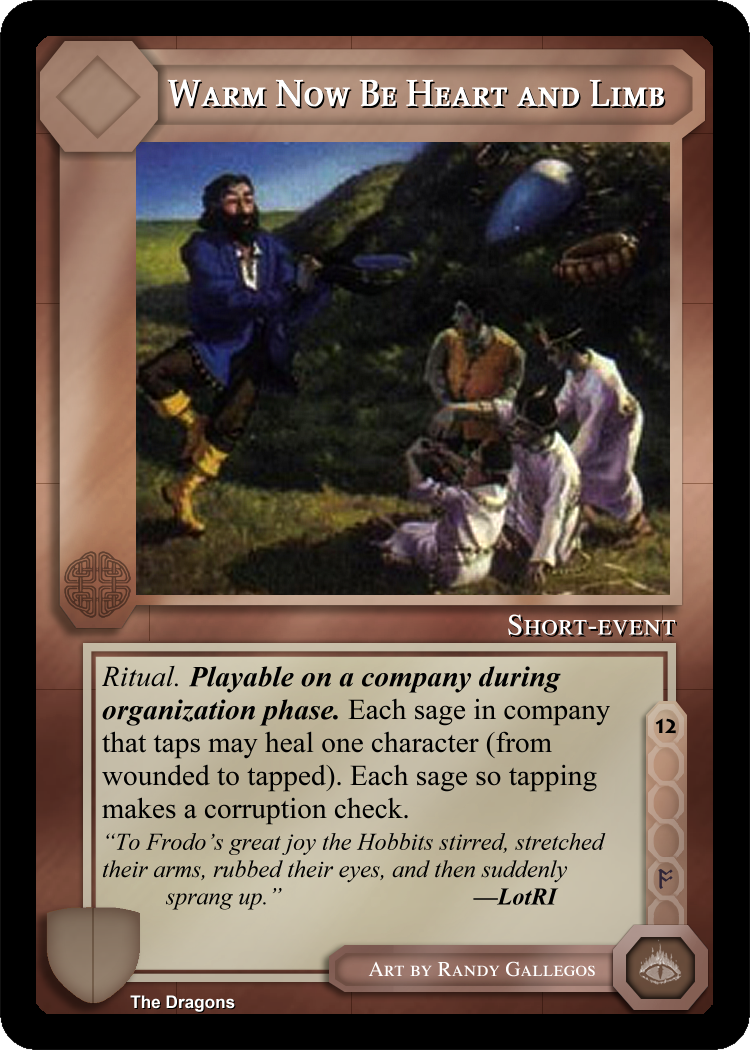 Warm Now Be Heart and Limb
Short-event
Ritual. Playable on a company during
organization phase. Each sage in company
that taps may heal one character (from
wounded to tapped). Each sage so tapping
makes a corruption check.
“To Frodo’s great joy the Hobbits stirred, stretched
their arms, rubbed their eyes, and then suddenly
sprang up.” —LotRI
12
ᚩ
Art by Randy Gallegos
The Dragons